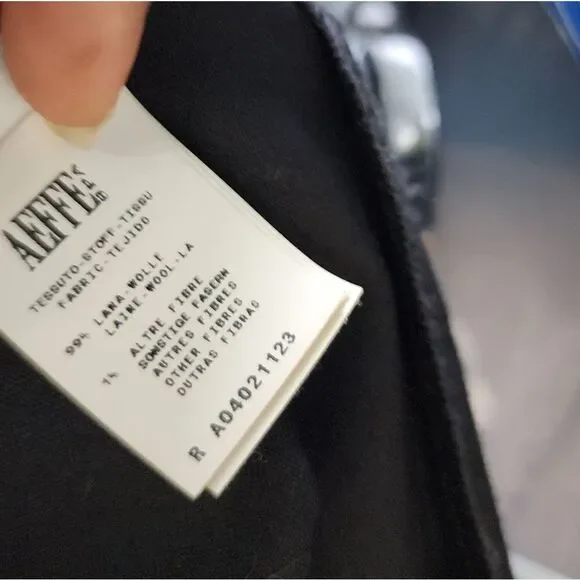 AEFFE SPA
TESSUTO-STOFF-TISSU
FABRIC-TEJIDO
99% LANA-WOLLE
LAINE-WOOL-LA
1% ALTRE FIBRE
SONSTIGE FASERN
AUTRES FIBRES
OTHER FIBRES
OUTRAS FIBRAS
R A04021123